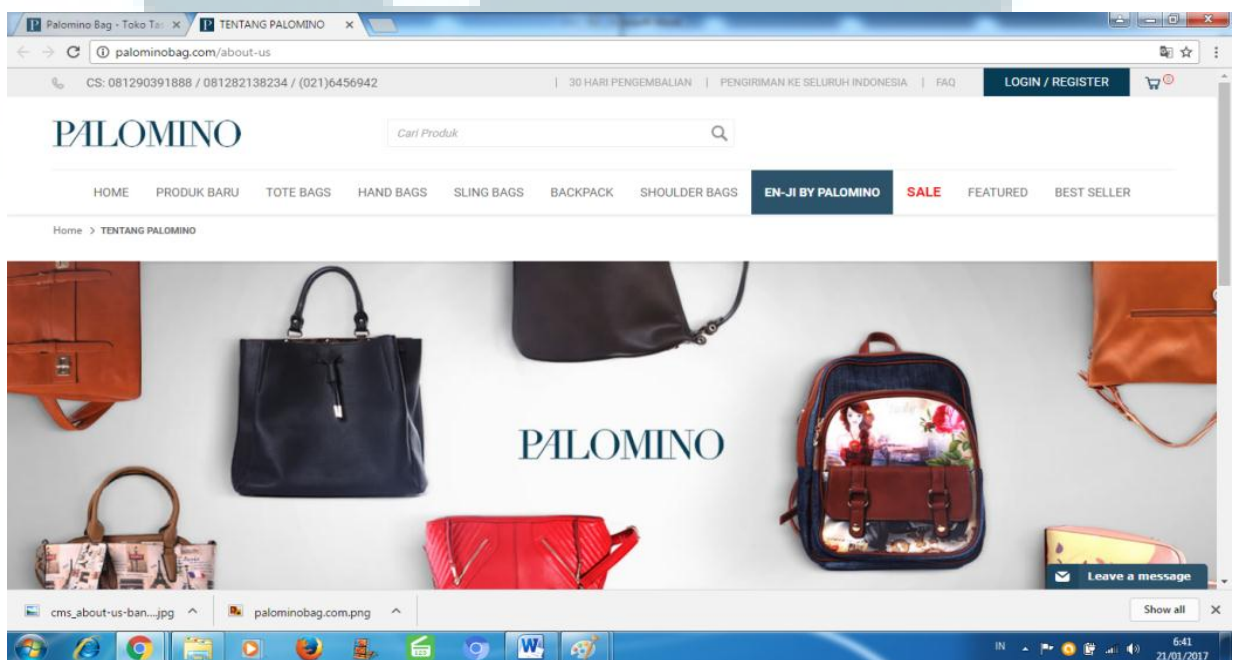 Palomino Bag - Toko Ta
TENTANG PALOMINO
palominobag.com/about-us
CS: 081290391888 / 081282138234 / (021)6456942
| 30 HARI PENGEMBALIAN | PENGIRIMAN KE SELURUH INDONESIA | FAQ
LOGIN / REGISTER
0
PALOMINO
Cari Produk
HOME PRODUK BARU TOTE BAGS HAND BAGS SLING BAGS BACKPACK SHOULDER BAGS EN-JI BY PALOMINO SALE FEATURED BEST SELLER
Home > TENTANG PALOMINO
PALOMINO
Leave a message
cms_about-us-ban....jpg
palominobag.com.png
Show all
IN
6:41
21/01/2017